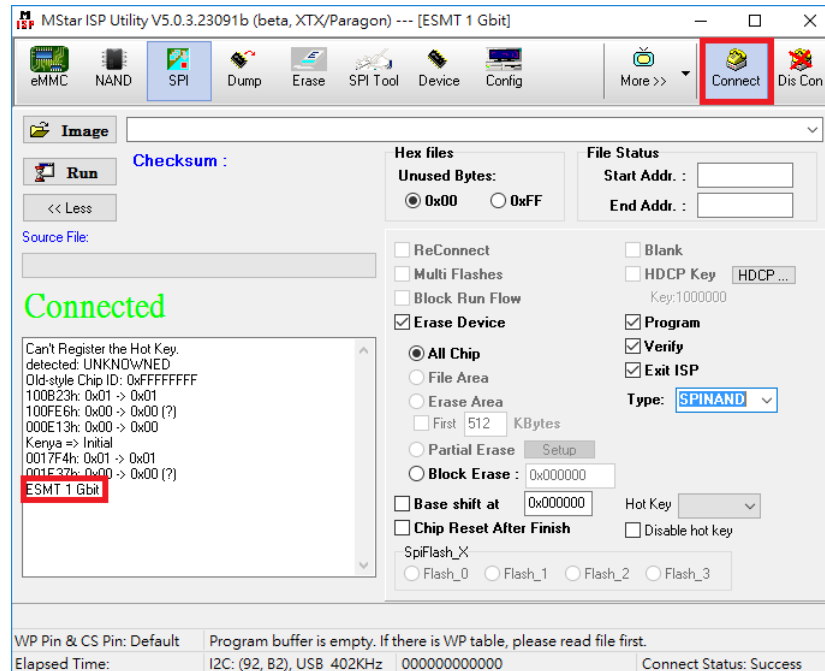 MStar ISP Utility V5.0.3.23091b (beta, XTX/Paragon) --- [ESMT 1 Gbit]
eMMC NAND SPI Dump Erase SPI Tool Device Config More >> Connect Dis Con
Image
Run
Checksum :
<< Less
Source File:
Hex files
Unused Bytes:
0x00 0xFF
File Status
Start Addr. :
End Addr. :
Connected
Can't Register the Hot Key.
detected: UNKNOWNED
Old-style Chip ID: 0xFFFFFFFF
100B23h: 0x01 -> 0x01
100FE6h: 0x00 -> 0x00 (?)
000E13h: 0x00 -> 0x00
Kenya => Initial
0017F4h: 0x01 -> 0x01
001E37h: 0x00 -> 0x00 (?)
ESMT 1 Gbit
ReConnect
Multi Flashes
Block Run Flow
Erase Device
All Chip
File Area
Erase Area
First 512 KBytes
Partial Erase Setup
Block Erase : 0x000000
Base shift at 0x000000
Chip Reset After Finish
Blank
HDCP Key HDCP ...
Key:1000000
Program
Verify
Exit ISP
Type: SPINAND
Hot Key
Disable hot key
SpiFlash_X
Flash_0 Flash_1 Flash_2 Flash_3
WP Pin & CS Pin: Default Program buffer is empty. If there is WP table, please read file first.
Elapsed Time: I2C: (92, B2), USB 402KHz 000000000000 Connect Status: Success